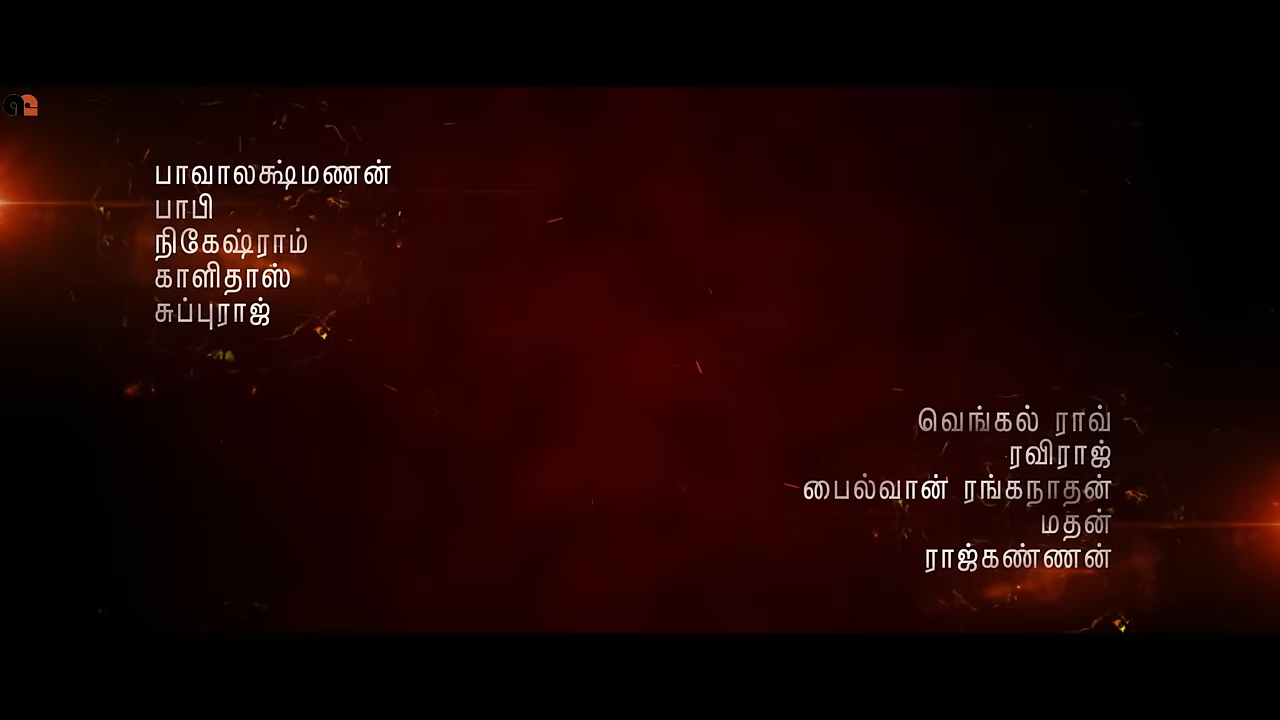 பாவாலக்ஷ்மணன்
பாபி
நிகேஷ்ராம்
காளிதாஸ்
சுப்புராஜ்
வெங்கல் ராவ்
ரவிராஜ்
பைல்வான் ரங்கநாதன்
மதன்
ராஜ்கண்ணன்